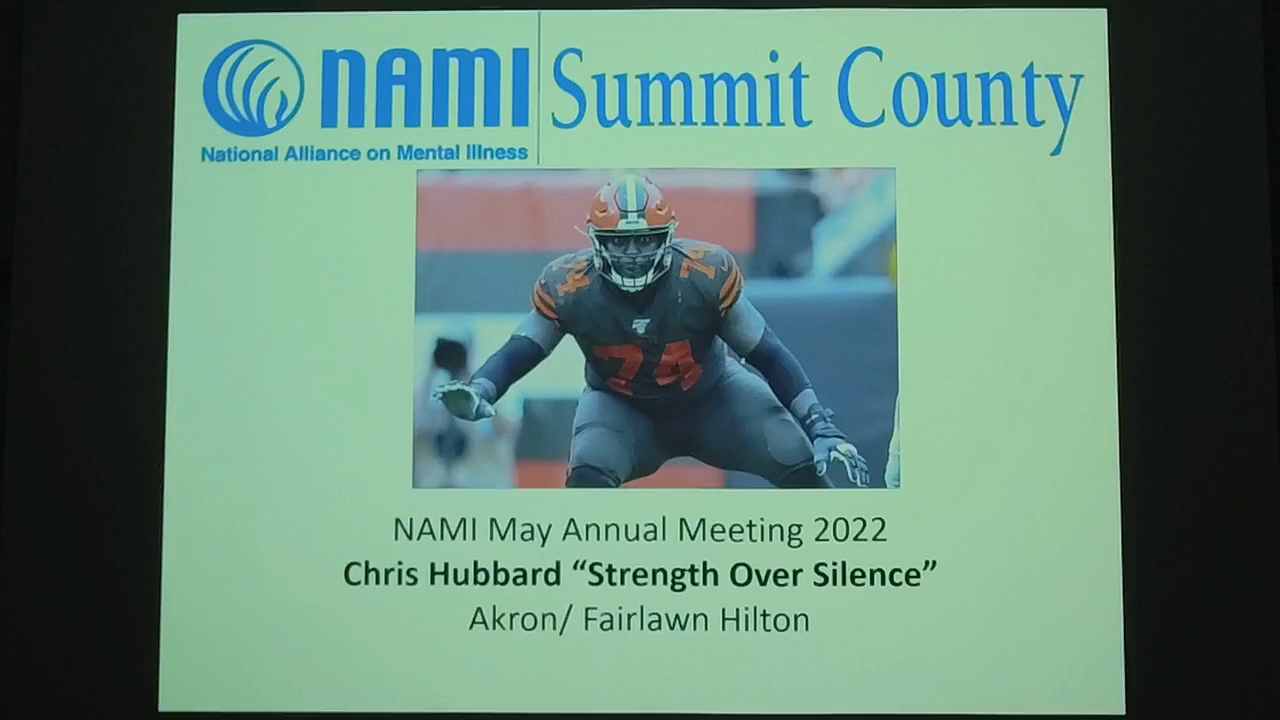 NAMI Summit County
National Alliance on Mental Illness
74 74
74
NAMI May Annual Meeting 2022
Chris Hubbard “Strength Over Silence”
Akron/ Fairlawn Hilton